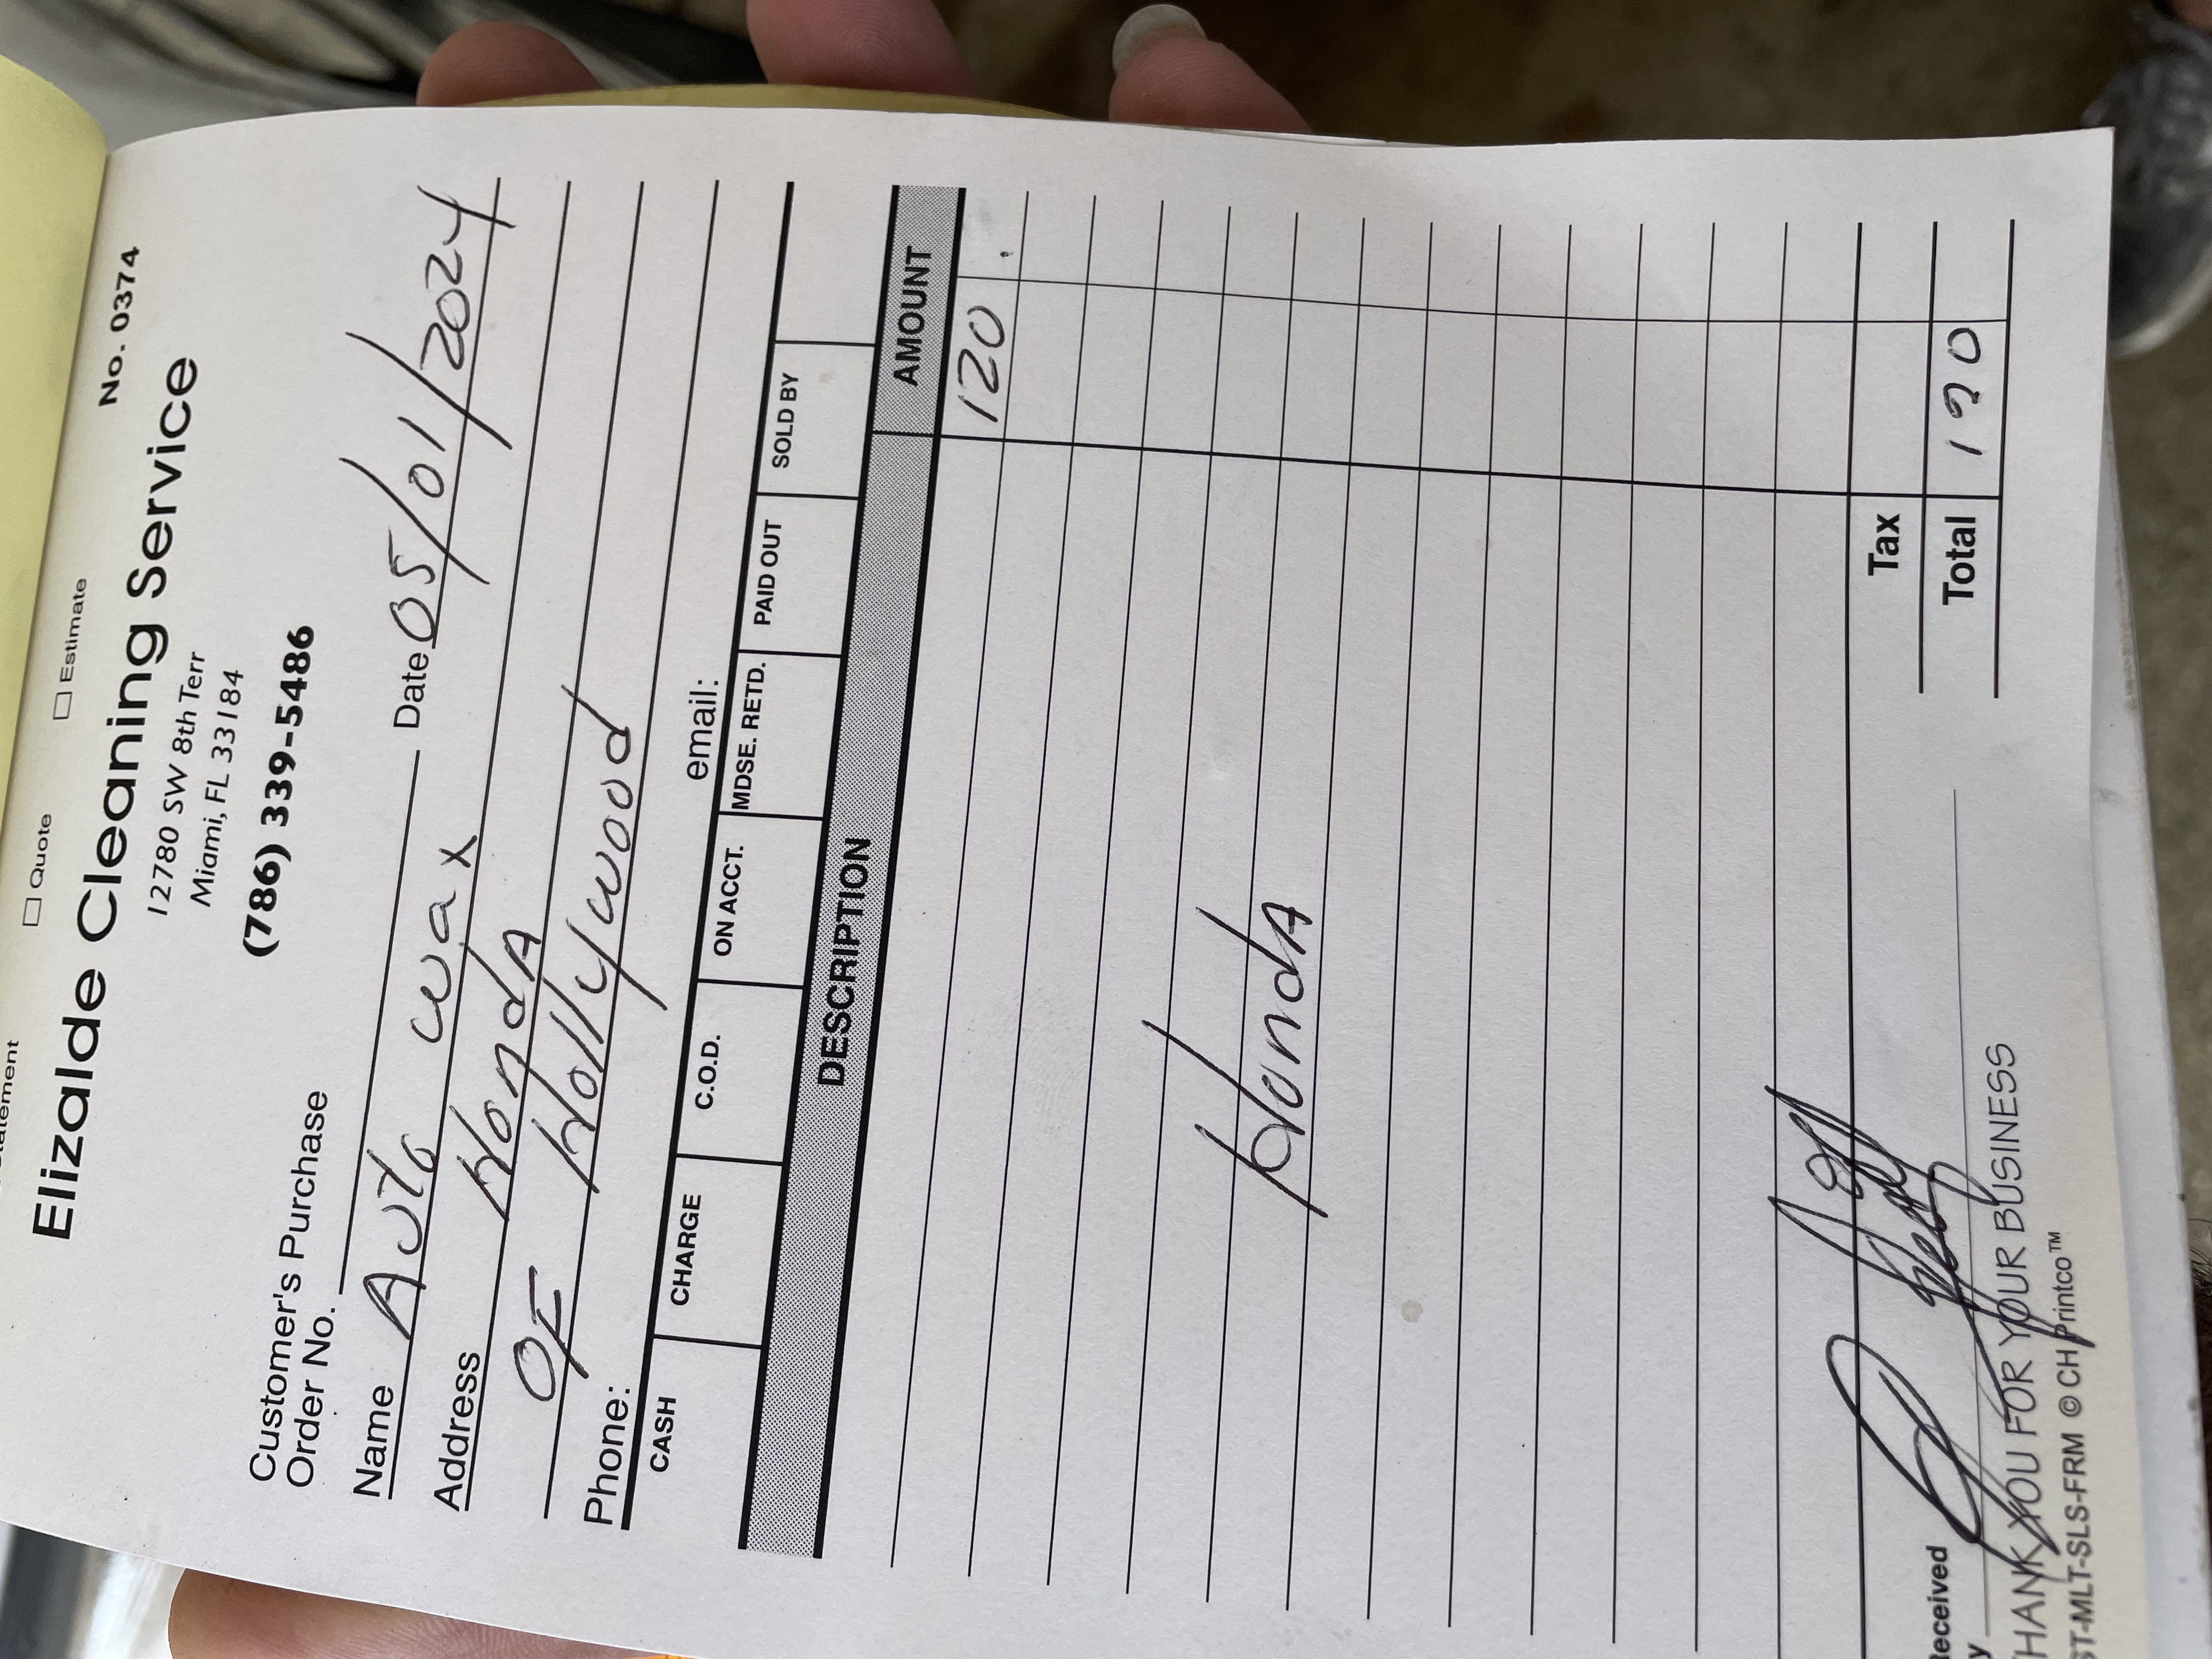 ☐ Quote ☐ Estimate
No. 0374
Elizalde Cleaning Service
12780 SW 8th Terr
Miami, FL 33184
(786) 339-5486
Customer's Purchase
Order No. Date 05/01/2024
Name Auto wax
Address HondA
OF Hollywood
Phone: email:
CASH CHARGE C.O.D. ON ACCT. MDSE. RETD. PAID OUT SOLD BY
DESCRIPTION AMOUNT
120
HondA
Tax
Total 120
Received
THANK YOU FOR YOUR BUSINESS
ST-MLT-SLS-FRM © CH Printco™